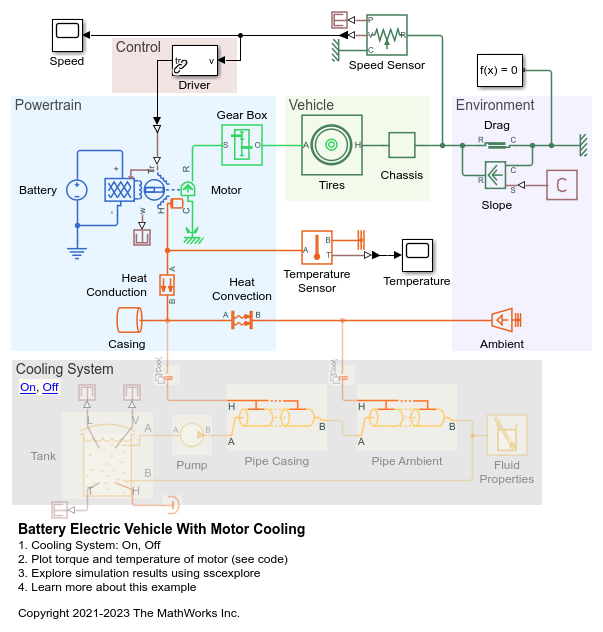 P
V
C
R
Speed
Control
tr
v
Driver
Speed Sensor
f(x) = 0
Powertrain
Gear Box
Vehicle
Environment
Drag
S
O
R
C
A
H
R
C
Battery
+
-
Tr
w
H
R
C
Motor
Tires
Chassis
R
C
S
C
Slope
A
B
T
Temperature
Sensor
Temperature
Heat
Conduction
A
B
Heat
Convection
A
B
Casing
Ambient
Cooling System
On, Off
Cool
Cool
L
V
A
B
T
H
Tank
A
B
Pump
H
A
B
Pipe Casing
H
A
B
Pipe Ambient
Fluid
Properties
Battery Electric Vehicle With Motor Cooling
1. Cooling System: On, Off
2. Plot torque and temperature of motor (see code)
3. Explore simulation results using sscexplore
4. Learn more about this example
Copyright 2021-2023 The MathWorks Inc.